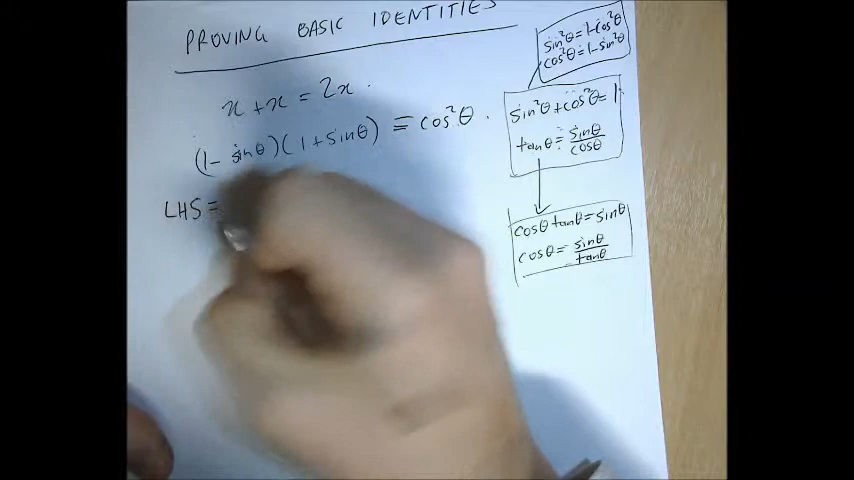 PROVING BASIC IDENTITIES
x + x = 2x.
(1 - sinθ)(1 + sinθ) ≡ cos²θ.
LHS =
sin²θ = 1 - cos²θ
cos²θ = 1 - sin²θ
sin²θ + cos²θ = 1
tanθ = sinθ/cosθ
cosθ tanθ = sinθ
cosθ = sinθ/tanθ